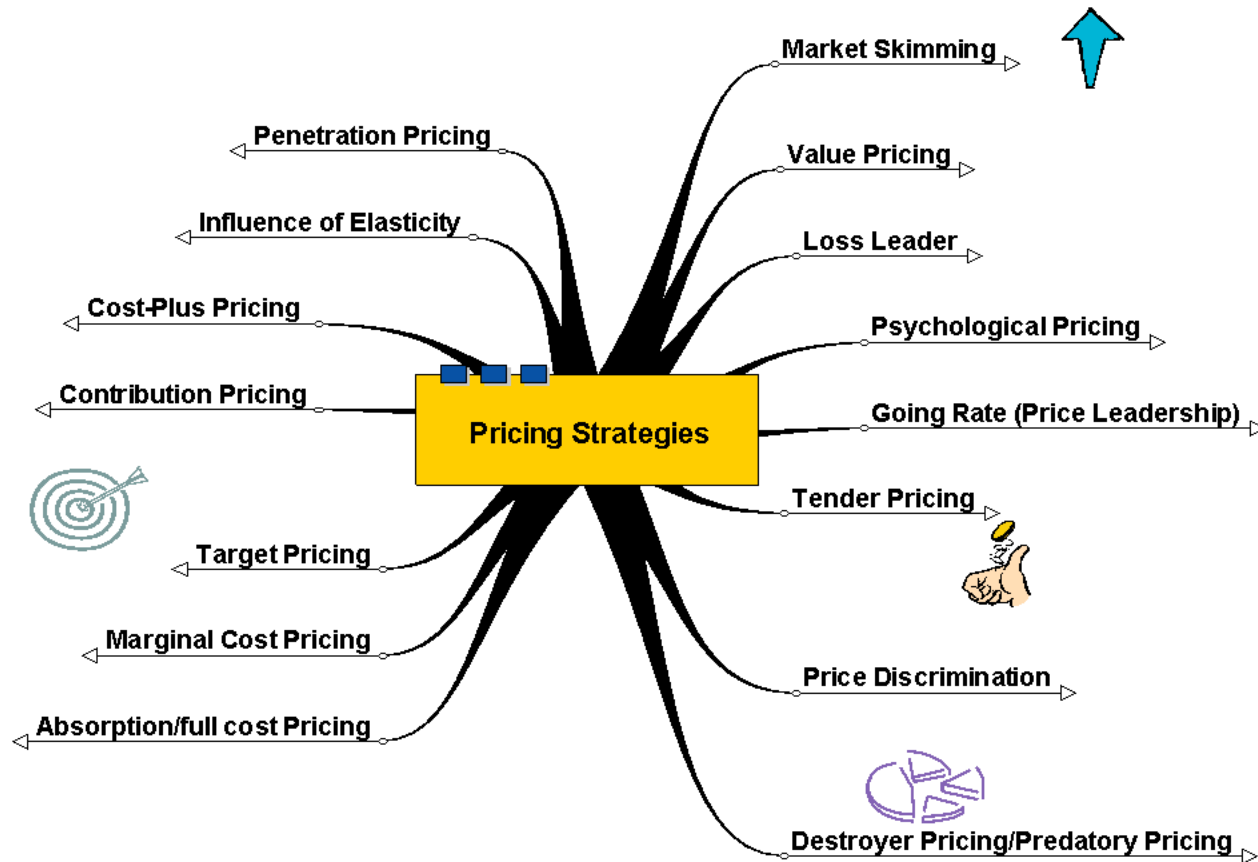 Market Skimming
Penetration Pricing
Value Pricing
Influence of Elasticity
Loss Leader
Cost-Plus Pricing
Psychological Pricing
Contribution Pricing
Going Rate (Price Leadership)
Pricing Strategies
Tender Pricing
Target Pricing
Marginal Cost Pricing
Price Discrimination
Absorption/full cost Pricing
Destroyer Pricing/Predatory Pricing